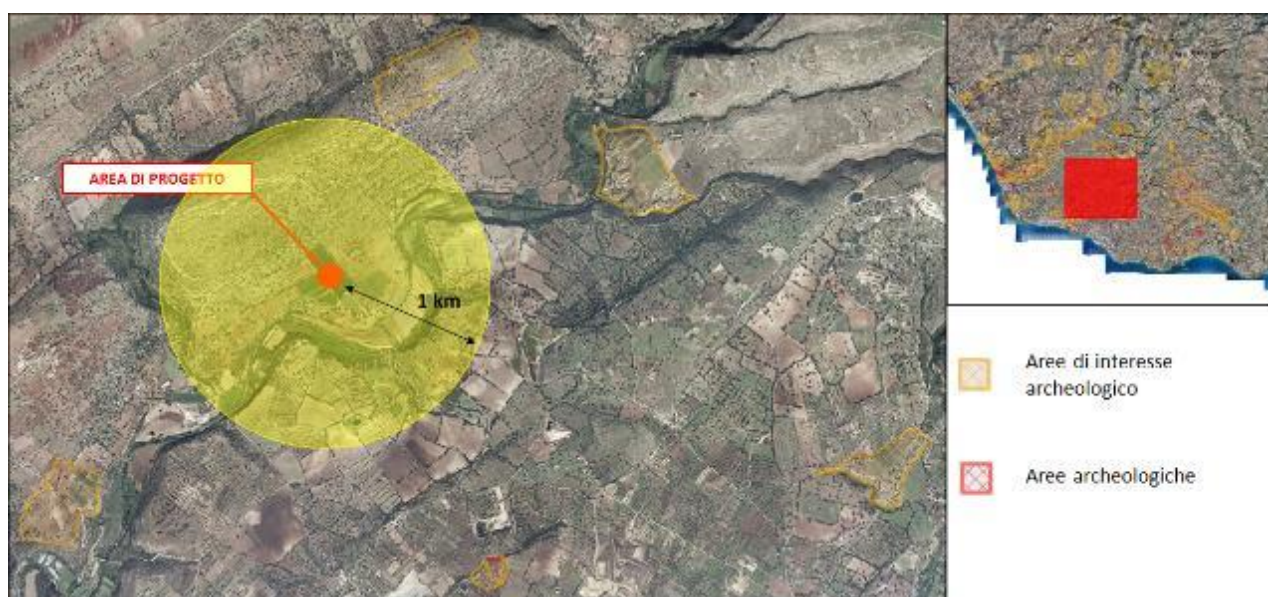 AREA DI PROGETTO
1 km
Aree di interesse
archeologico
Aree archeologiche